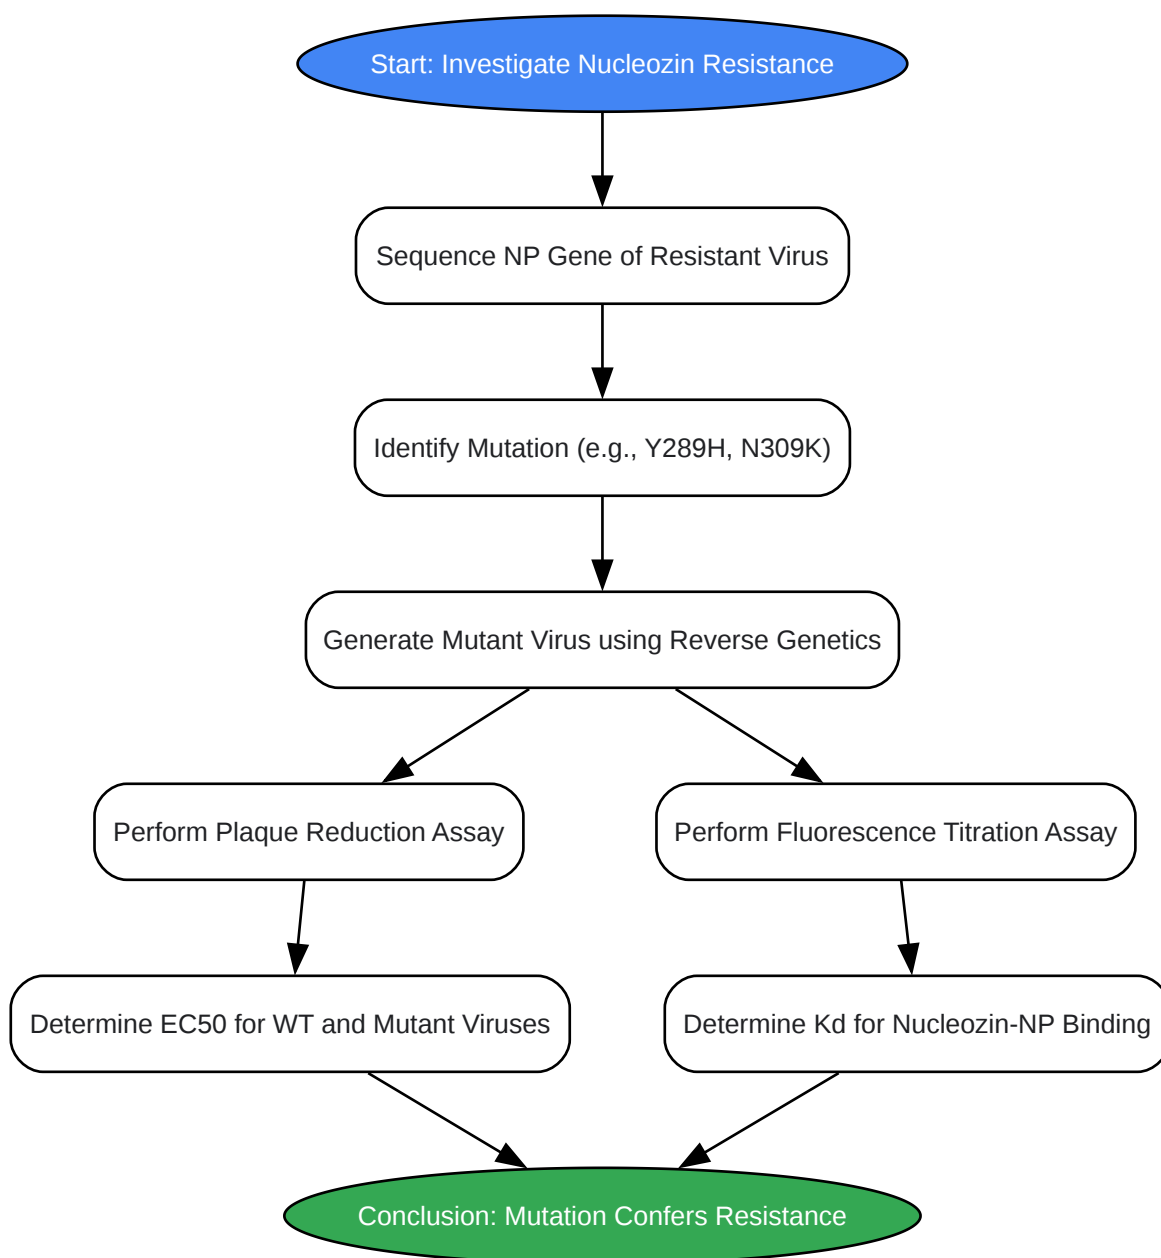 Start: Investigate Nucleozin Resistance
Sequence NP Gene of Resistant Virus
Identify Mutation (e.g., Y289H, N309K)
Generate Mutant Virus using Reverse Genetics
Perform Plaque Reduction Assay
Perform Fluorescence Titration Assay
Determine EC50 for WT and Mutant Viruses
Determine Kd for Nucleozin-NP Binding
Conclusion: Mutation Confers Resistance